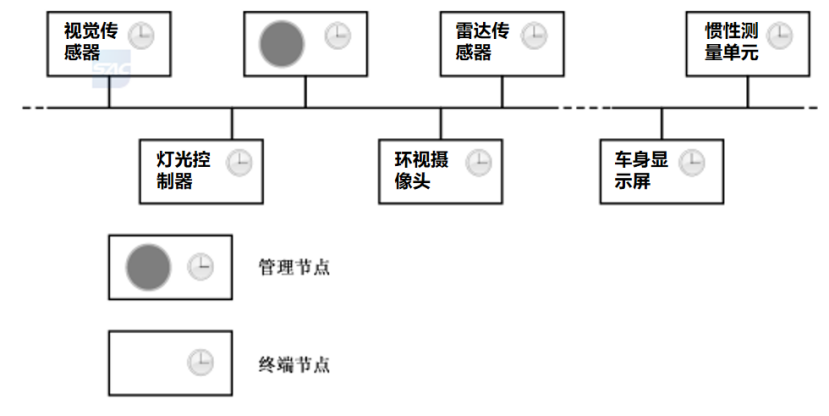 视觉传
感器
雷达传
感器
惯性测
量单元
SZIC
灯光控
制器
环视摄
像头
车身显
示屏
管理节点
终端节点